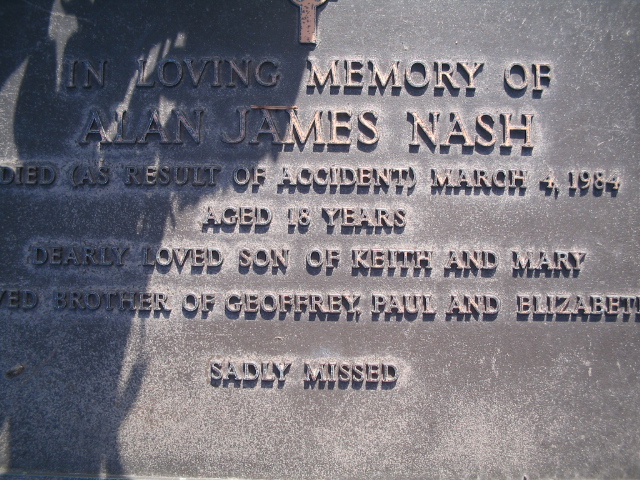 IN LOVING MEMORY OF
ALAN JAMES NASH
DIED (AS RESULT OF ACCIDENT) MARCH 4, 1984
AGED 18 YEARS
DEARLY LOVED SON OF KEITH AND MARY
BROTHER OF GEOFFREY, PAUL AND
SADLY MISSED